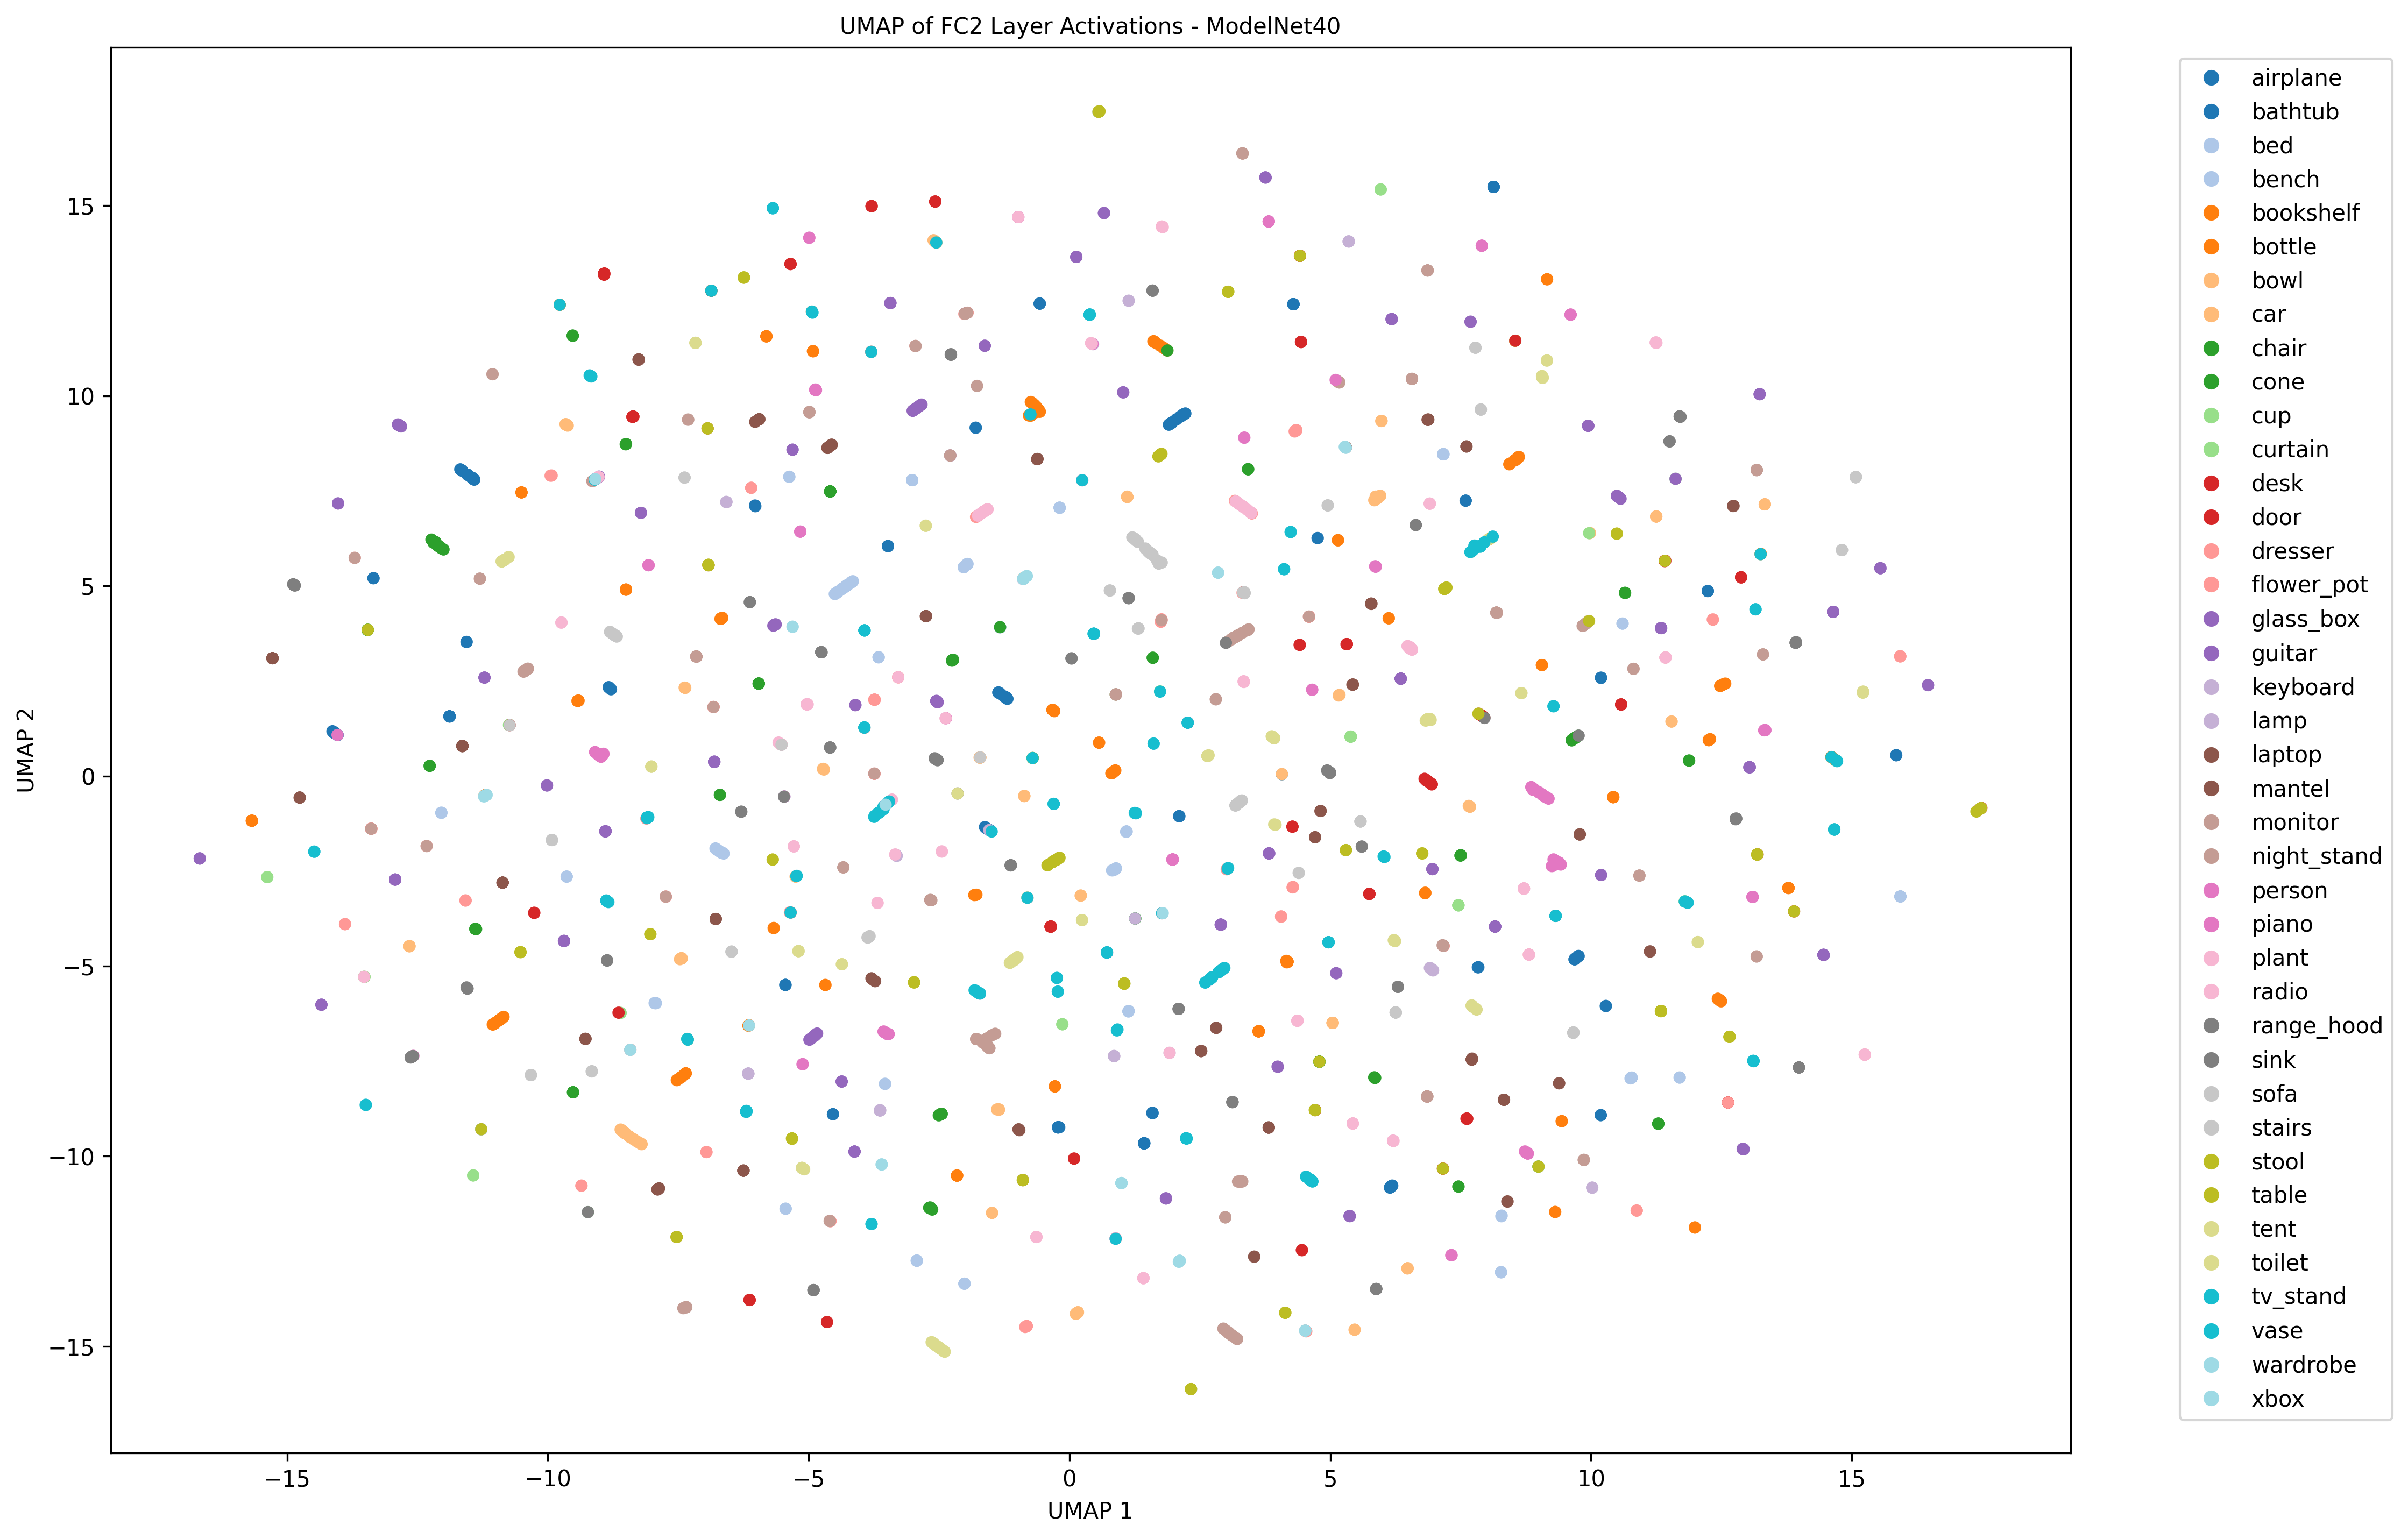 UMAP of FC2 Layer Activations - ModelNet40
UMAP 2
15
10
5
0
−5
−10
−15
−15
−10
−5
0
5
10
15
UMAP 1
airplane
bathtub
bed
bench
bookshelf
bottle
bowl
car
chair
cone
cup
curtain
desk
door
dresser
flower_pot
glass_box
guitar
keyboard
lamp
laptop
mantel
monitor
night_stand
person
piano
plant
radio
range_hood
sink
sofa
stairs
stool
table
tent
toilet
tv_stand
vase
wardrobe
xbox